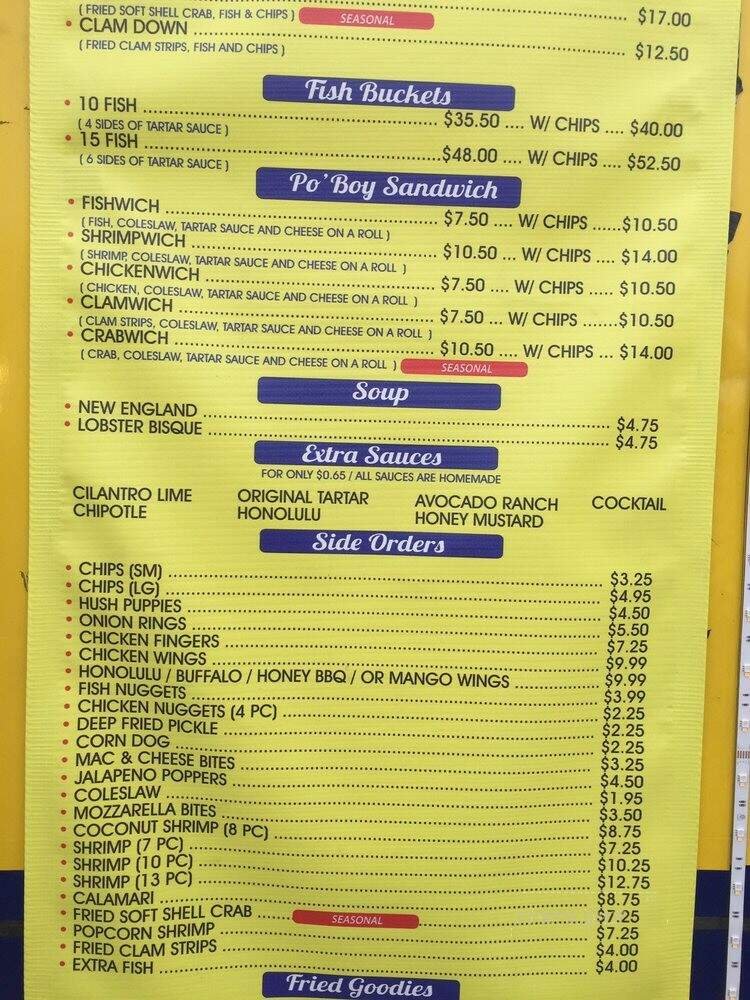 ( FRIED SOFT SHELL CRAB, FISH & CHIPS ) SEASONAL $17.00
• CLAM DOWN $12.50
( FRIED CLAM STRIPS, FISH AND CHIPS )
Fish Buckets
• 10 FISH $35.50 .... W/ CHIPS .... $40.00
( 4 SIDES OF TARTAR SAUCE )
• 15 FISH $48.00 .... W/ CHIPS .... $52.50
( 6 SIDES OF TARTAR SAUCE )
Po'Boy Sandwich
• FISHWICH $7.50 .... W/ CHIPS ...... $10.50
( FISH, COLESLAW, TARTAR SAUCE AND CHEESE ON A ROLL )
• SHRIMPWICH $10.50 ... W/ CHIPS .... $14.00
( SHRIMP, COLESLAW, TARTAR SAUCE AND CHEESE ON A ROLL )
• CHICKENWICH $7.50 .... W/ CHIPS ..... $10.50
( CHICKEN, COLESLAW, TARTAR SAUCE AND CHEESE ON A ROLL )
• CLAMWICH $7.50 ... W/ CHIPS ....... $10.50
( CLAM STRIPS, COLESLAW, TARTAR SAUCE AND CHEESE ON A ROLL )
• CRABWICH $10.50 .... W/ CHIPS ... $14.00
( CRAB, COLESLAW, TARTAR SAUCE AND CHEESE ON A ROLL ) SEASONAL
Soup
• NEW ENGLAND $4.75
• LOBSTER BISQUE $4.75
Extra Sauces
FOR ONLY $0.65 / ALL SAUCES ARE HOMEMADE
CILANTRO LIME ORIGINAL TARTAR AVOCADO RANCH COCKTAIL
CHIPOTLE HONOLULU HONEY MUSTARD
Side Orders
• CHIPS (SM) $3.25
• CHIPS (LG) $4.95
• HUSH PUPPIES $4.50
• ONION RINGS $5.50
• CHICKEN FINGERS $7.25
• CHICKEN WINGS $9.99
• HONOLULU / BUFFALO / HONEY BBQ / OR MANGO WINGS $9.99
• FISH NUGGETS $3.99
• CHICKEN NUGGETS (4 PC) $2.25
• DEEP FRIED PICKLE $2.25
• CORN DOG $2.25
• MAC & CHEESE BITES $3.25
• JALAPENO POPPERS $4.50
• COLESLAW $1.95
• MOZZARELLA BITES $3.50
• COCONUT SHRIMP (8 PC) $8.75
• SHRIMP (7 PC) $7.25
• SHRIMP (10 PC) $10.25
• SHRIMP (13 PC) $12.75
• CALAMARI $8.75
• FRIED SOFT SHELL CRAB SEASONAL $7.25
• POPCORN SHRIMP $7.25
• FRIED CLAM STRIPS $4.00
• EXTRA FISH $4.00
Fried Goodies